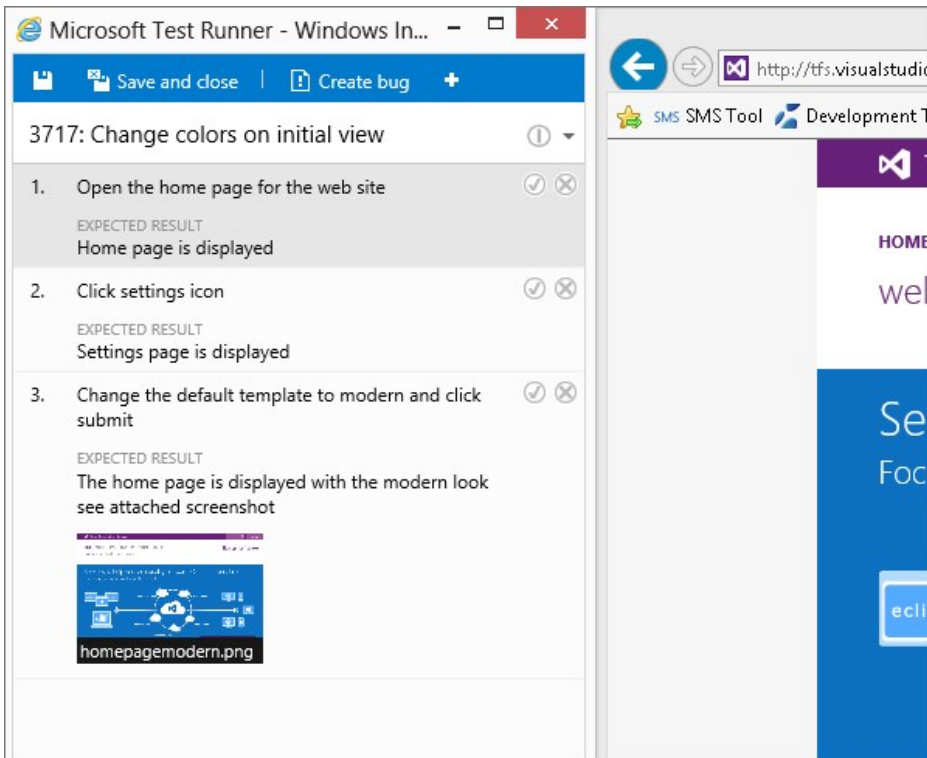 Microsoft Test Runner - Windows In...
Save and close
Create bug
3717: Change colors on initial view
1. Open the home page for the web site
EXPECTED RESULT
Home page is displayed
2. Click settings icon
EXPECTED RESULT
Settings page is displayed
3. Change the default template to modern and click
submit
EXPECTED RESULT
The home page is displayed with the modern look
see attached screenshot
homepagemodern.png
http://tfs.visualstudio
SMS SMS Tool Development T
HOME
wel
Se
Foc
ecli